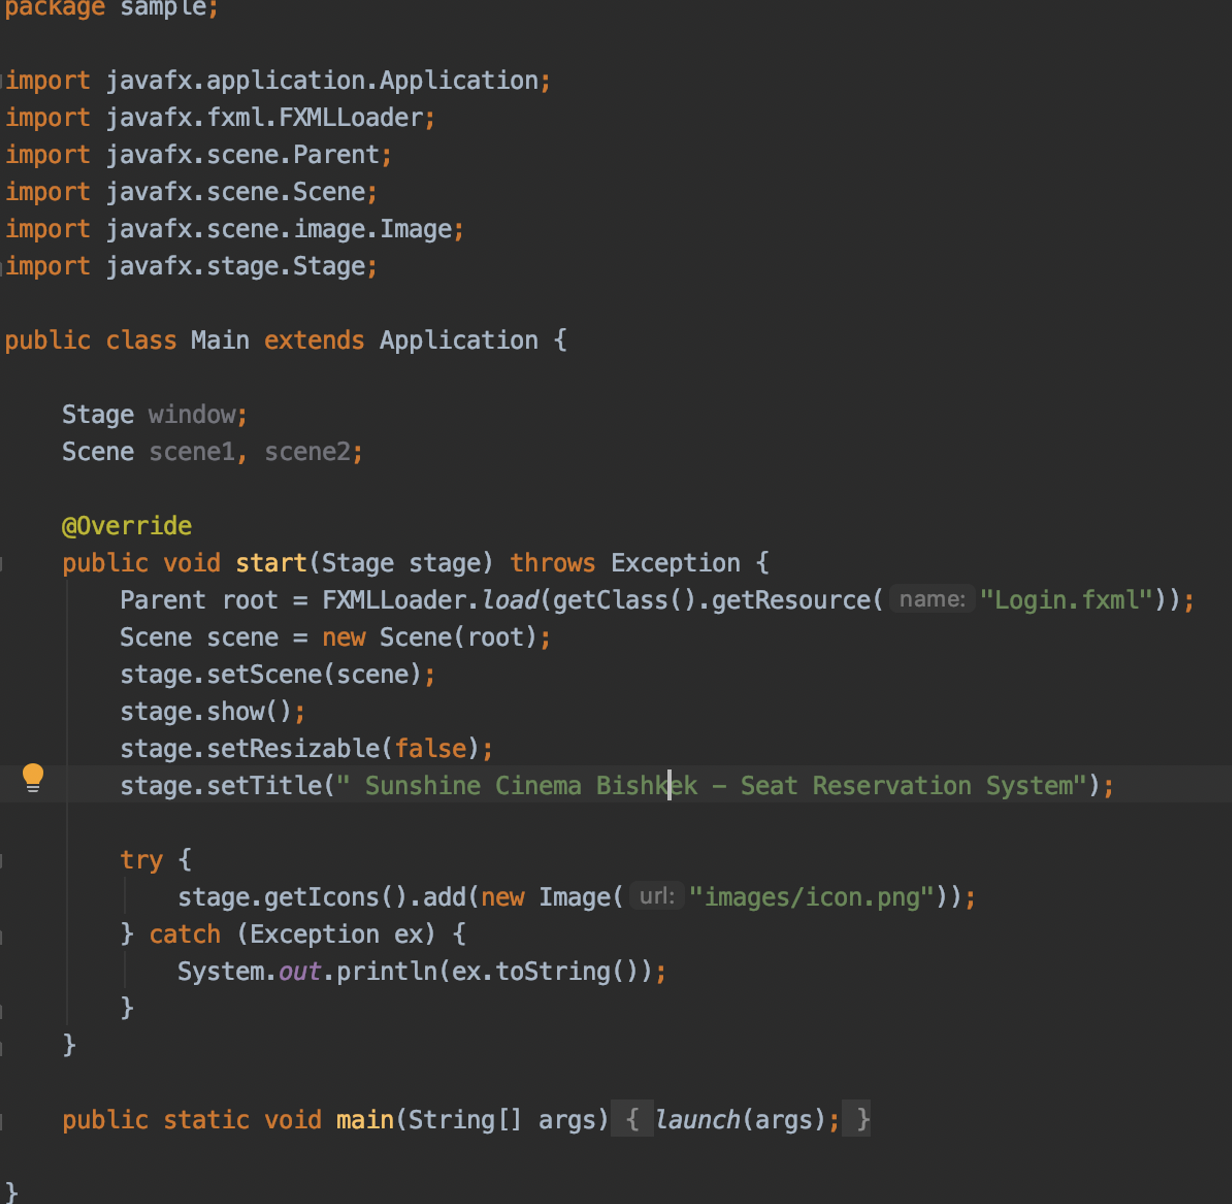 package sample;
import javafx.application.Application;
import javafx.fxml.FXMLLoader;
import javafx.scene.Parent;
import javafx.scene.Scene;
import javafx.scene.image.Image;
import javafx.stage.Stage;
public class Main extends Application {
Stage window;
Scene scene1, scene2;
@Override
public void start(Stage stage) throws Exception {
Parent root = FXMLLoader.load(getClass().getResource( name: "Login.fxml"));
Scene scene = new Scene(root);
stage.setScene(scene);
stage.show();
stage.setResizable(false);
stage.setTitle(" Sunshine Cinema Bishkek – Seat Reservation System");
try {
stage.getIcons().add(new Image( url: "images/icon.png"));
} catch (Exception ex) {
System.out.println(ex.toString());
}
}
public static void main(String[] args) { launch(args); }
}